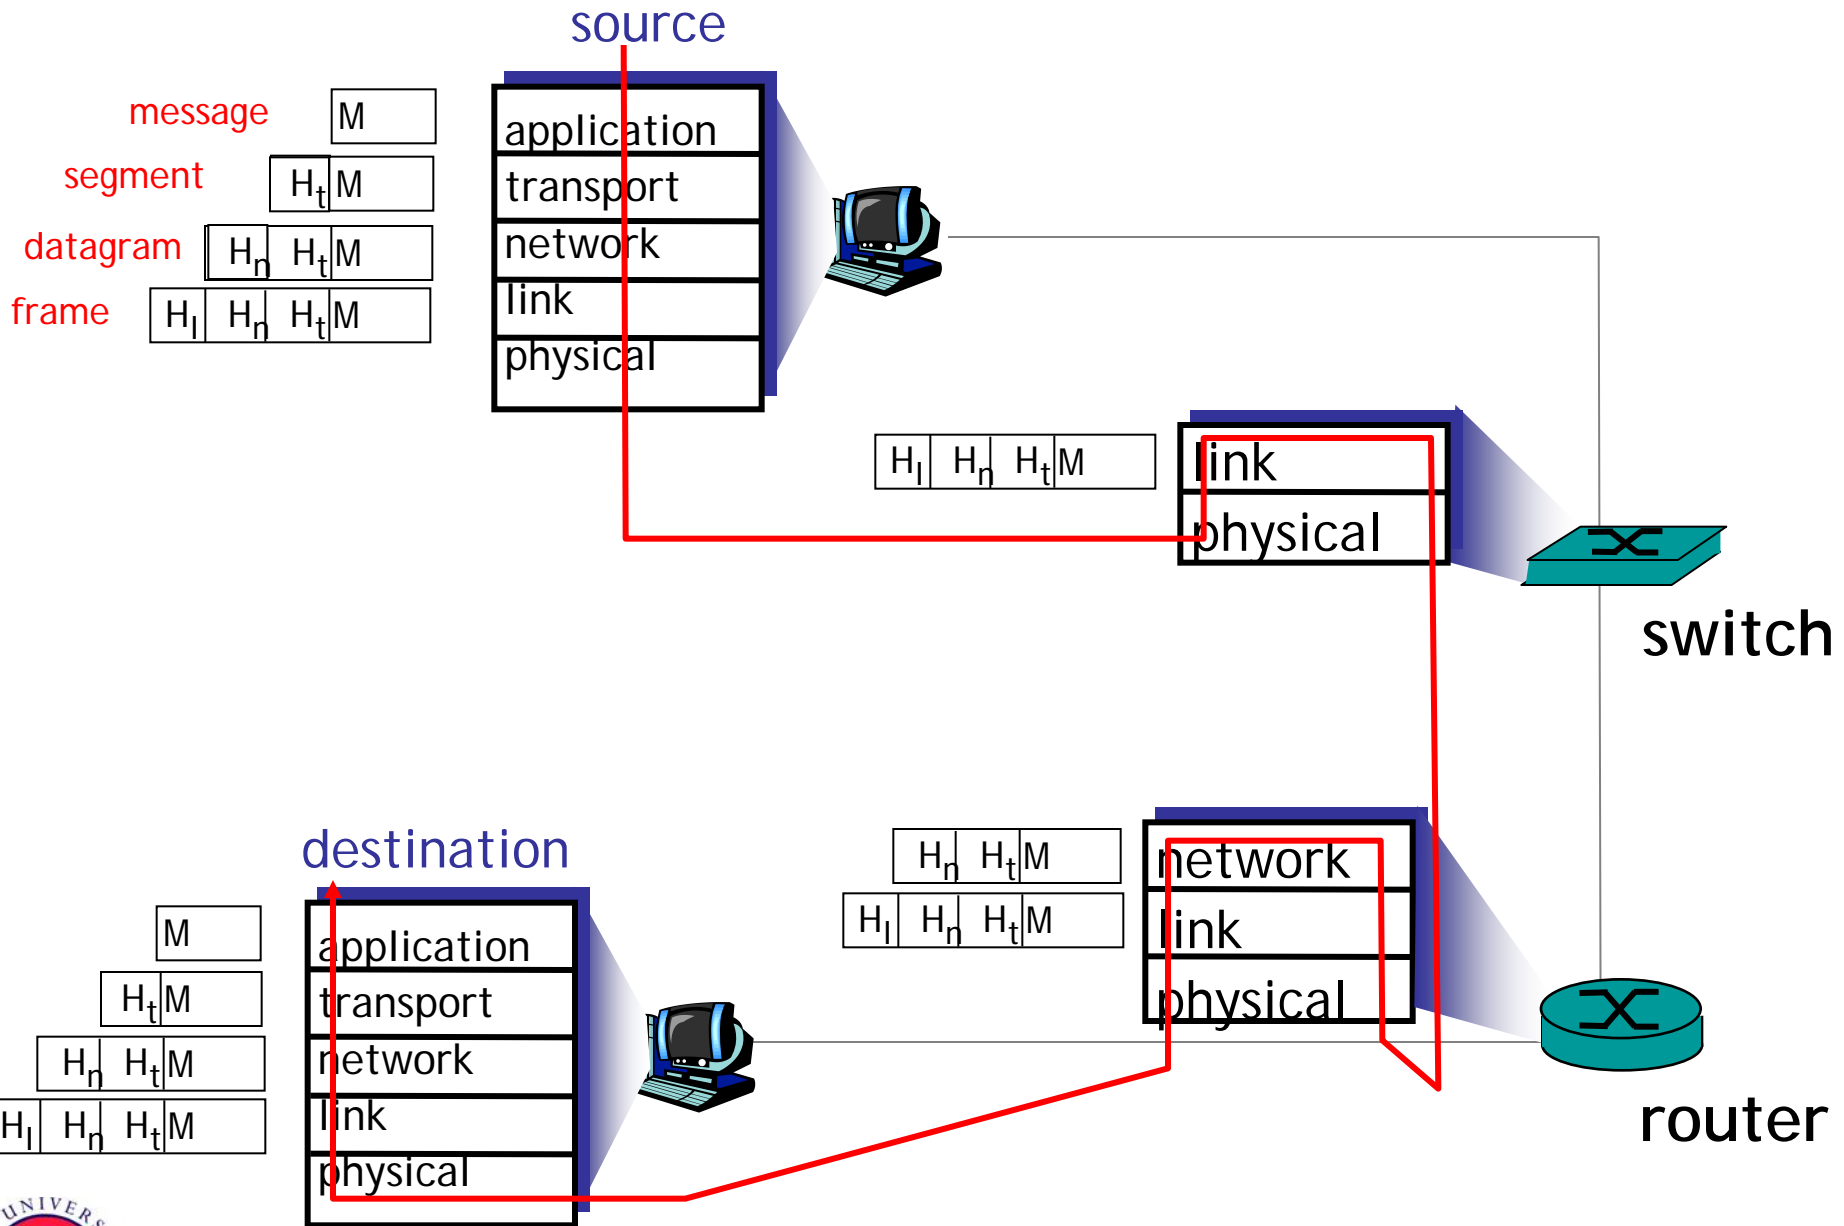 source
message
M
application
segment
Ht M
transport
datagram
Hn Ht M
network
frame
Hl Hn Ht M
link
physical
Hl Hn Ht M
link
physical
switch
destination
Hn Ht M
network
Hl Hn Ht M
link
physical
router
M
application
Ht M
transport
Hn Ht M
network
Hl Hn Ht M
link
physical